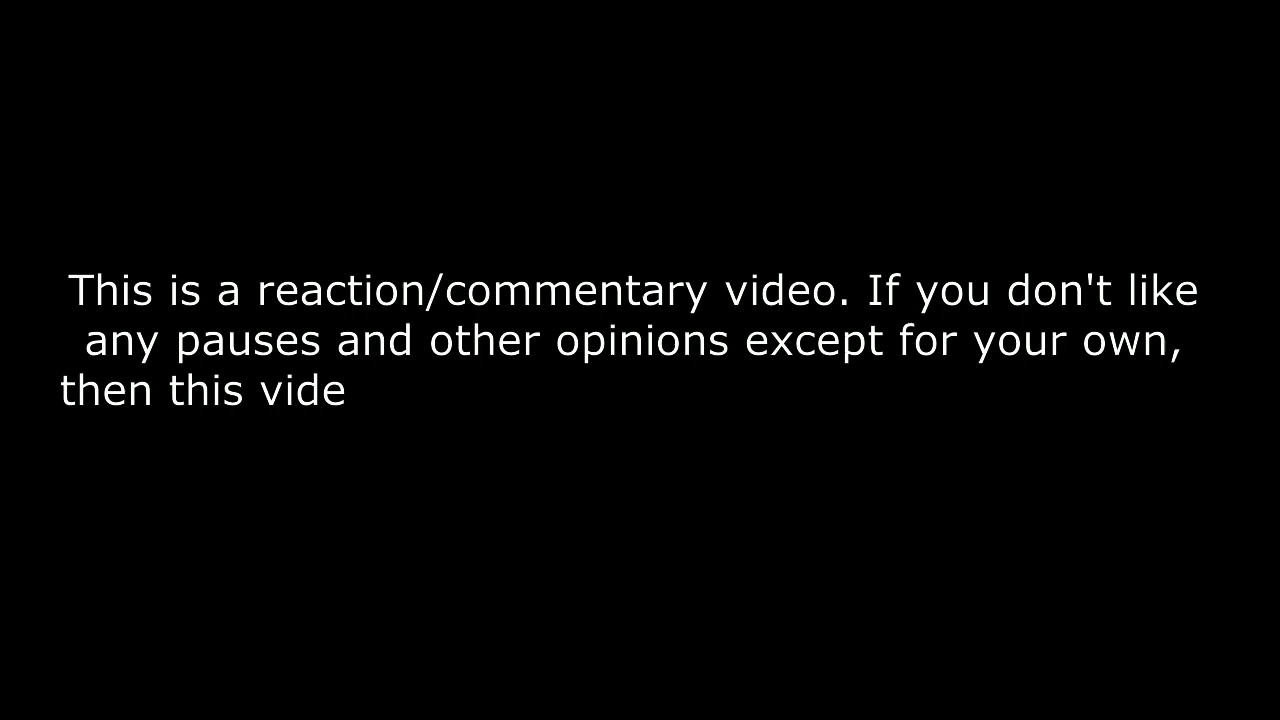 This is a reaction/commentary video. If you don't like
any pauses and other opinions except for your own,
then this vide